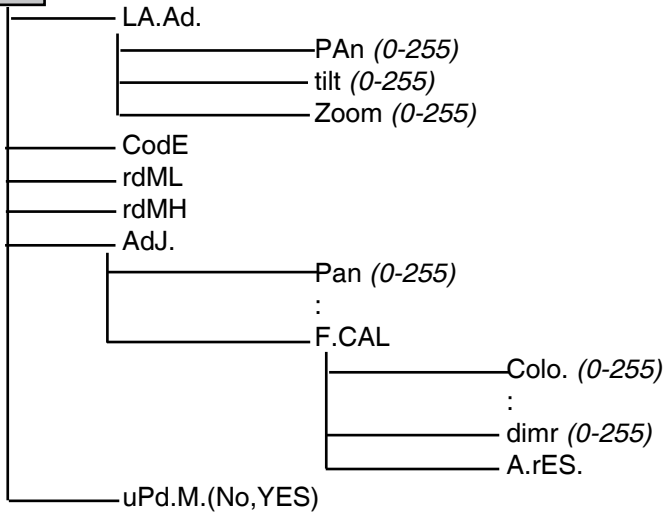 LA.Ad.
PAn (0-255)
tilt (0-255)
Zoom (0-255)
CodE
rdML
rdMH
AdJ.
Pan (0-255)
:
F.CAL
Colo. (0-255)
:
dimr (0-255)
A.rES.
uPd.M.(No,YES)